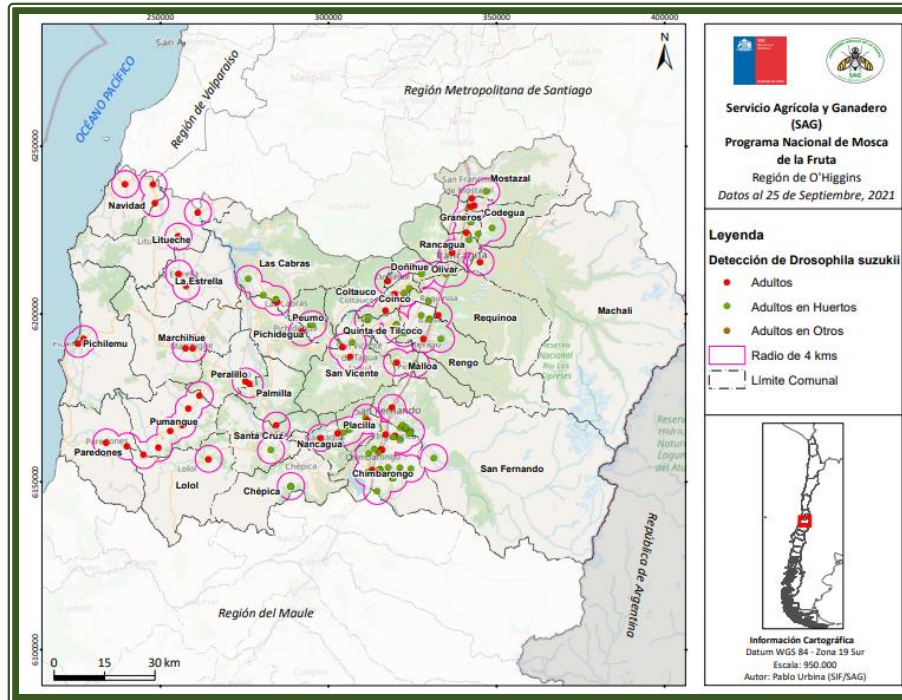 250000
300000
350000
400000
6250000
6200000
6150000
6100000
OCÉANO PACÍFICO
Región de Valparaíso
Región Metropolitana de Santiago
N
Melipilla
Mostazal
Codegua
Graneros
Rancagua
Navidad
Litueche
La Estrella
Las Cabras
Doñihue
Olivar
Coltauco
Coinco
Machalí
Requinoa
Peumo
Pichidegua
Quinta de Tilcoco
Pichilemu
Marchihue
Rengo
Malloa
San Vicente
Peralillo
Palmilla
Pumangue
Placilla
Santa Cruz
Nancagua
Paredones
San Fernando
Lolol
Chimbarongo
Chépica
República de Argentina
Región del Maule
0 15 30 km
SAG
Servicio Agrícola y Ganadero
(SAG)
Programa Nacional de Mosca
de la Fruta
Región de O'Higgins
Datos al 25 de Septiembre, 2021
Leyenda
Detección de Drosophila suzukii
Adultos
Adultos en Huertos
Adultos en Otros
Radio de 4 kms
Límite Comunal
Información Cartográfica
Datum WGS 84 - Zona 19 Sur
Escala: 950.000
Autor: Pablo Urbina (SIF/SAG)